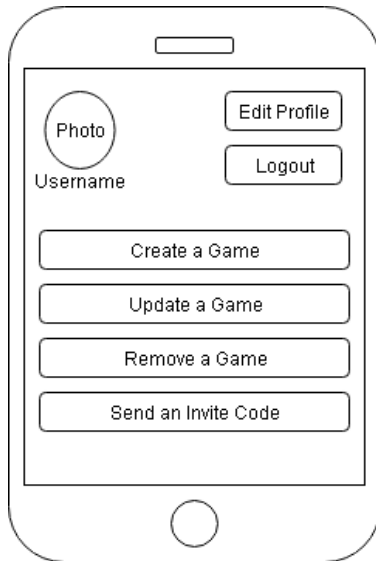 Photo
Username
Edit Profile
Logout
Create a Game
Update a Game
Remove a Game
Send an Invite Code